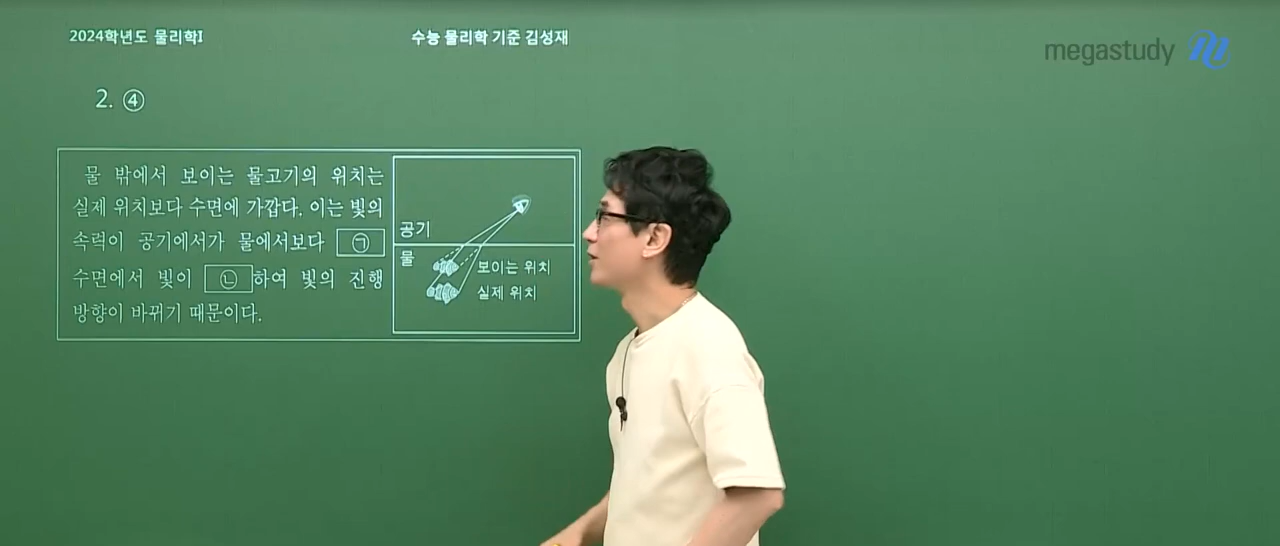 2024학년도 물리학I
수능 물리학 기준 김성재
megastudy m
2. ④
물 밖에서 보이는 물고기의 위치는
실제 위치보다 수면에 가깝다. 이는 빛의
속력이 공기에서가 물에서보다 ㉠
수면에서 빛이 ㉡ 하여 빛의 진행
방향이 바뀌기 때문이다.
공기
물
보이는 위치
실제 위치